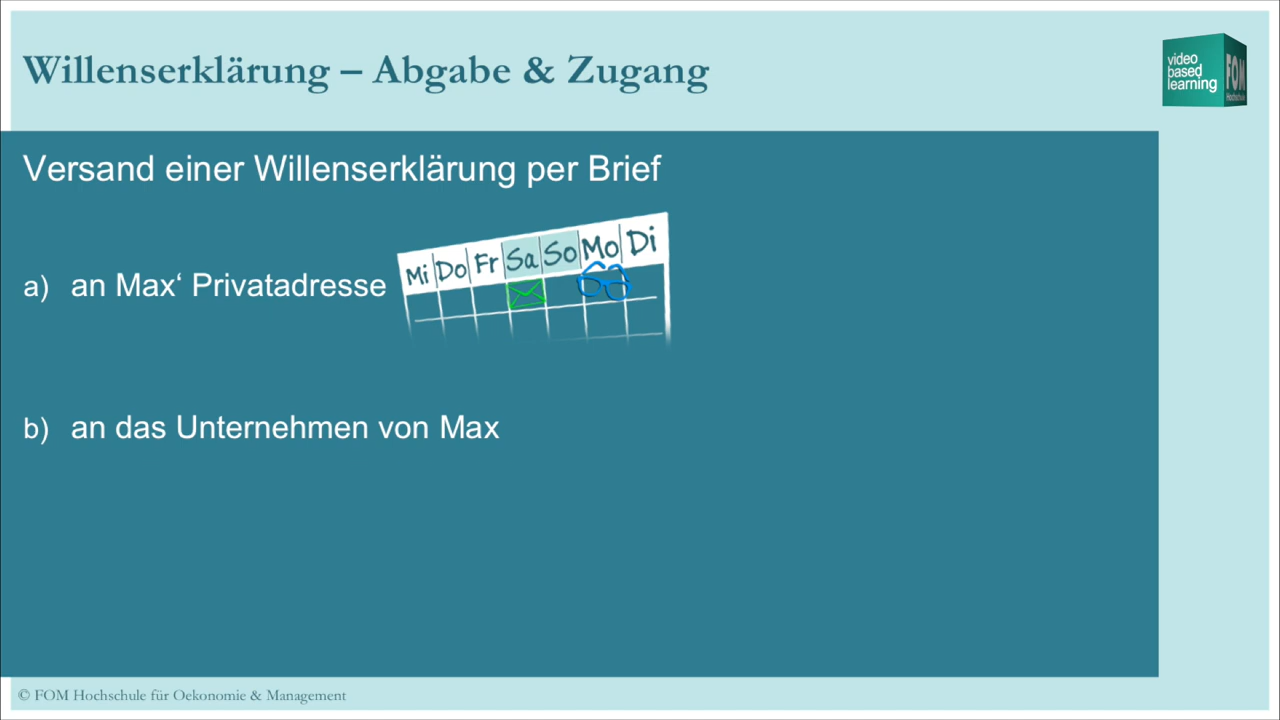 Willenserklärung – Abgabe & Zugang
video
based
learning
FOM
Hochschule
Versand einer Willenserklärung per Brief
Mi Do Fr Sa So Mo Di
a) an Max‘ Privatadresse
b) an das Unternehmen von Max
© FOM Hochschule für Oekonomie & Management